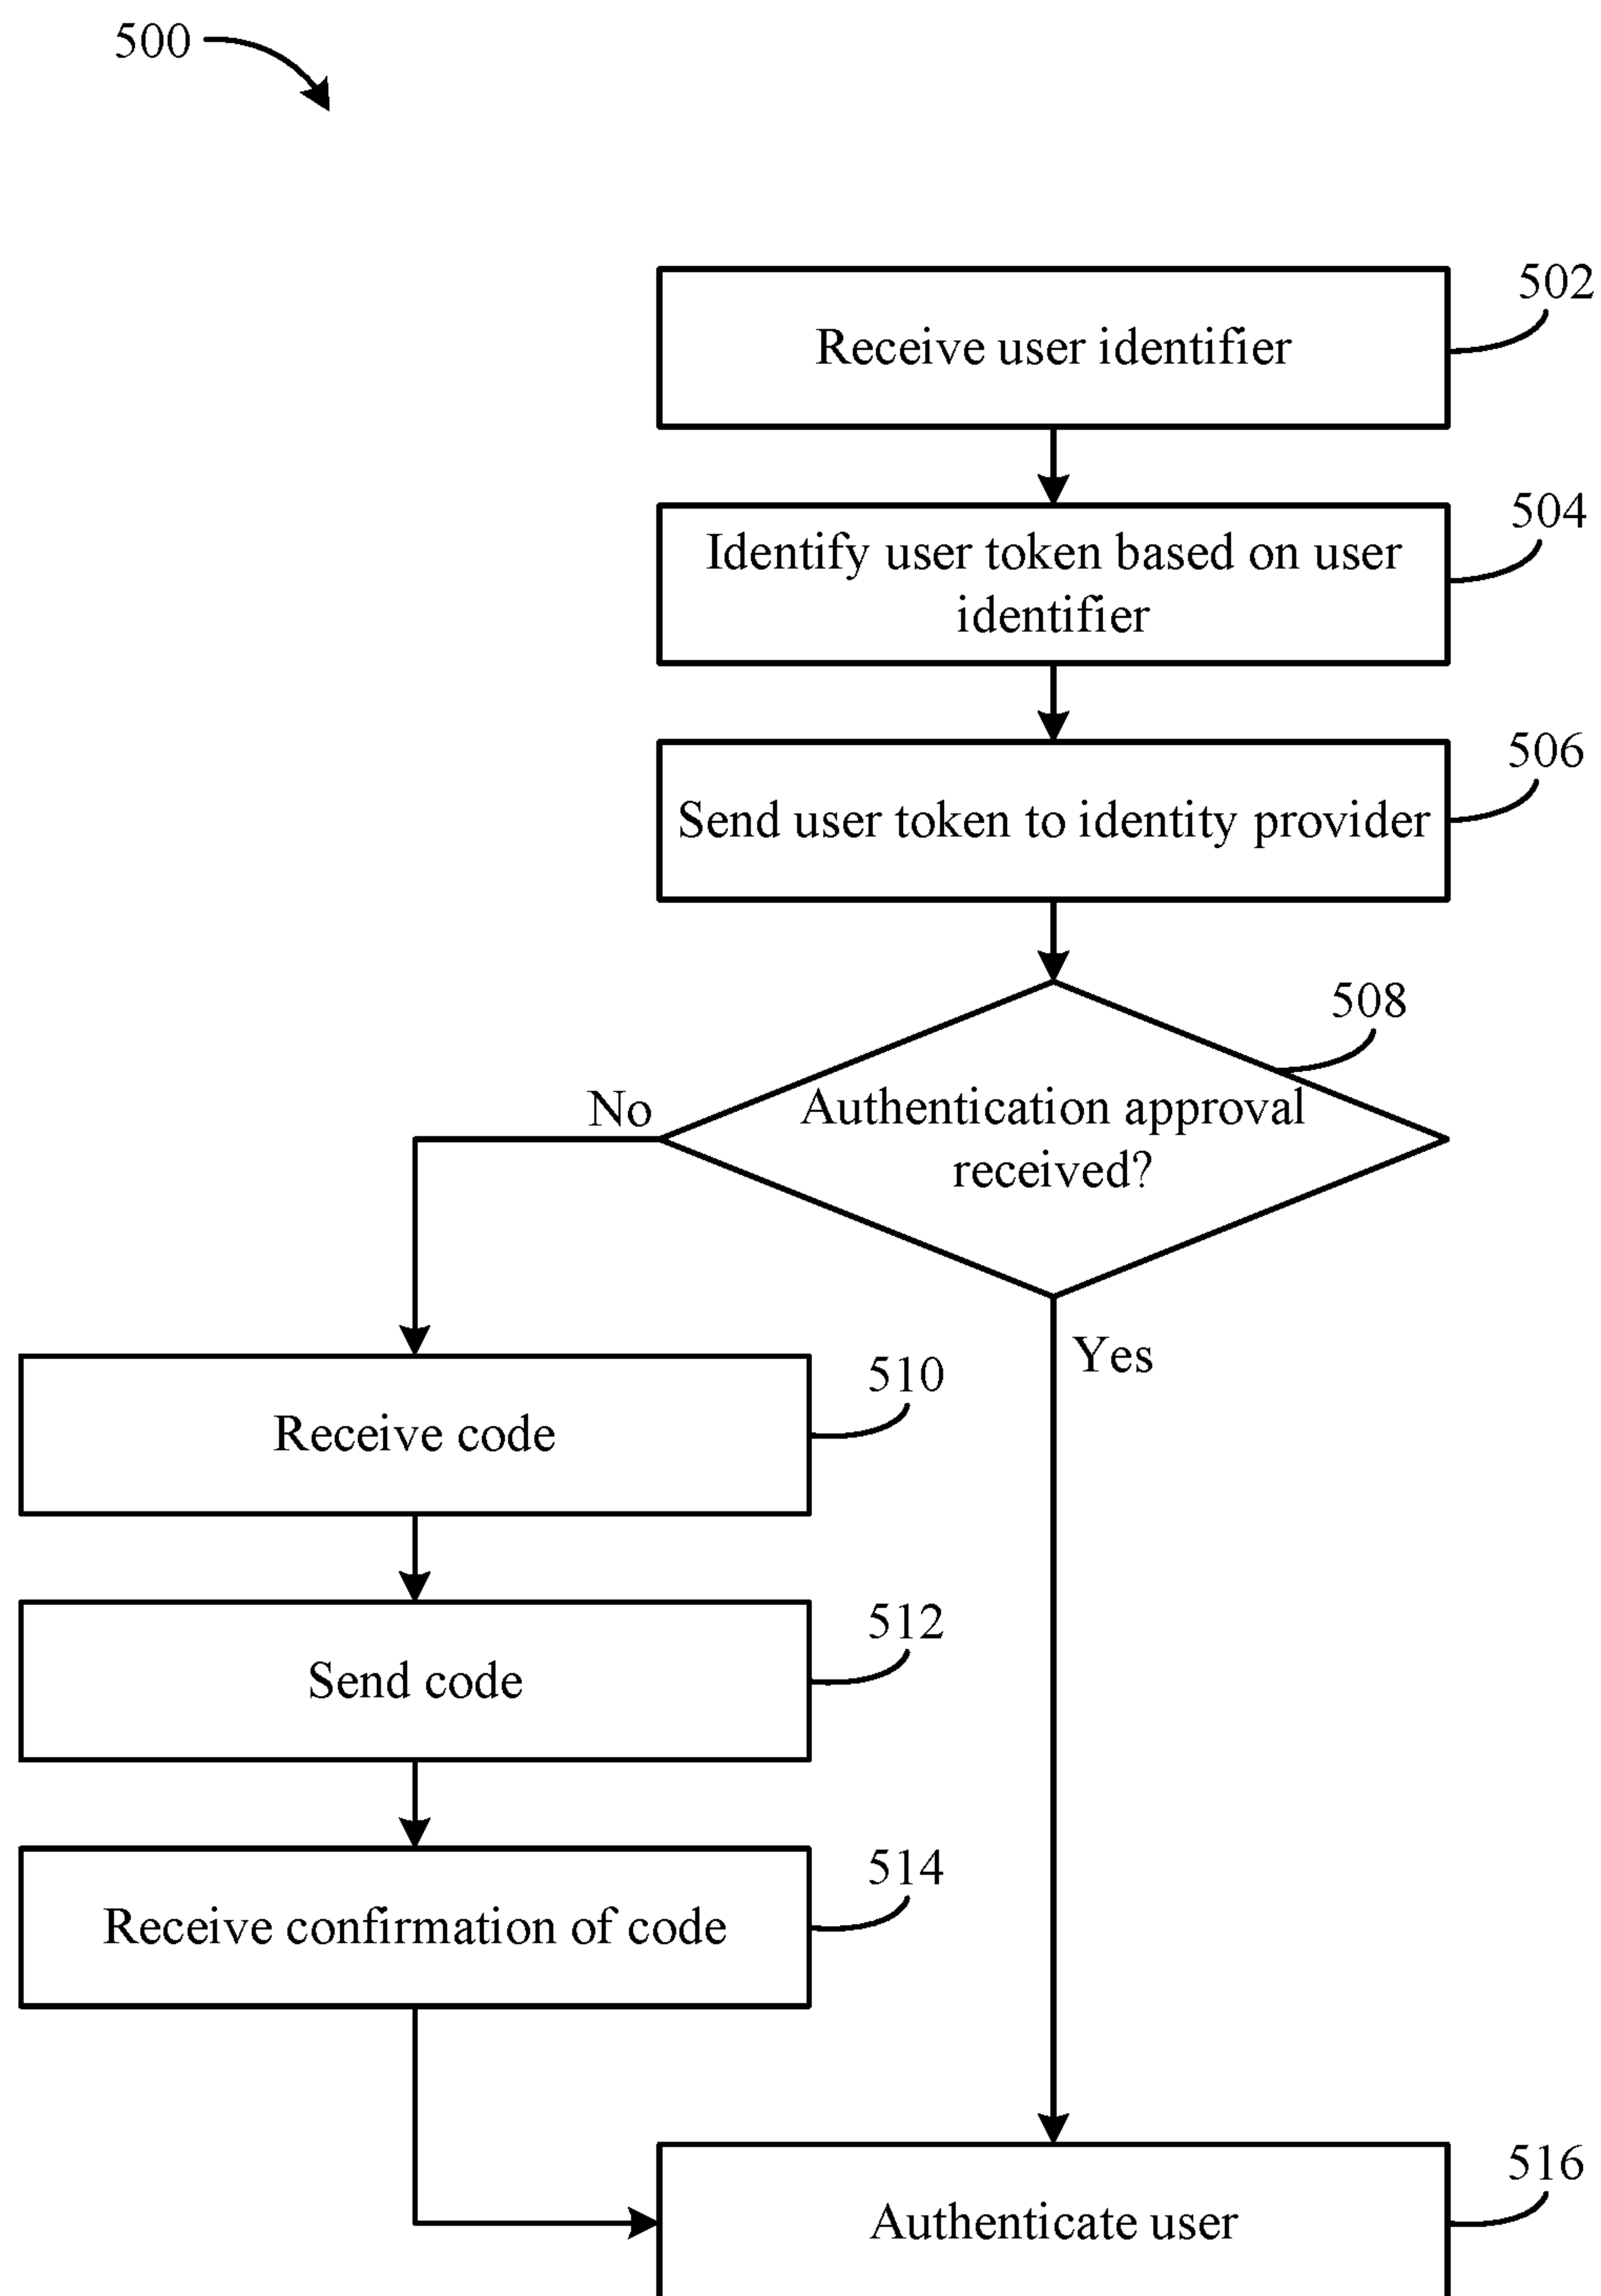 500
502
Receive user identifier
504
Identify user token based on user
identifier
506
Send user token to identity provider
508
Authentication approval
received?
No
Yes
510
Receive code
512
Send code
514
Receive confirmation of code
516
Authenticate user